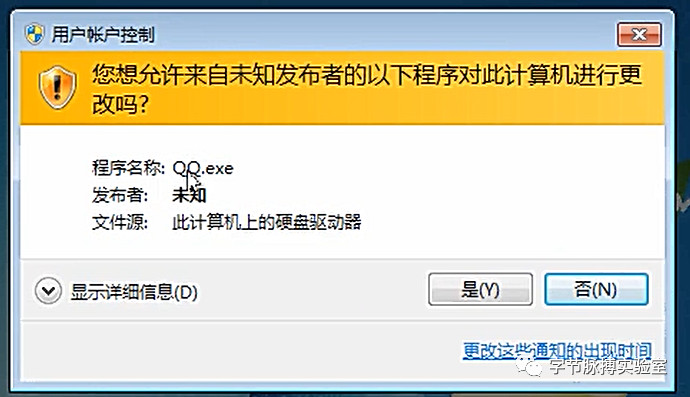 用户帐户控制
您想允许来自未知发布者的以下程序对此计算机进行更
改吗?
程序名称: QQ.exe
发布者: 未知
文件源: 此计算机上的硬盘驱动器
显示详细信息(D)
是(Y)
否(N)
更改这些通知的出现时间
字节脉搏实验室